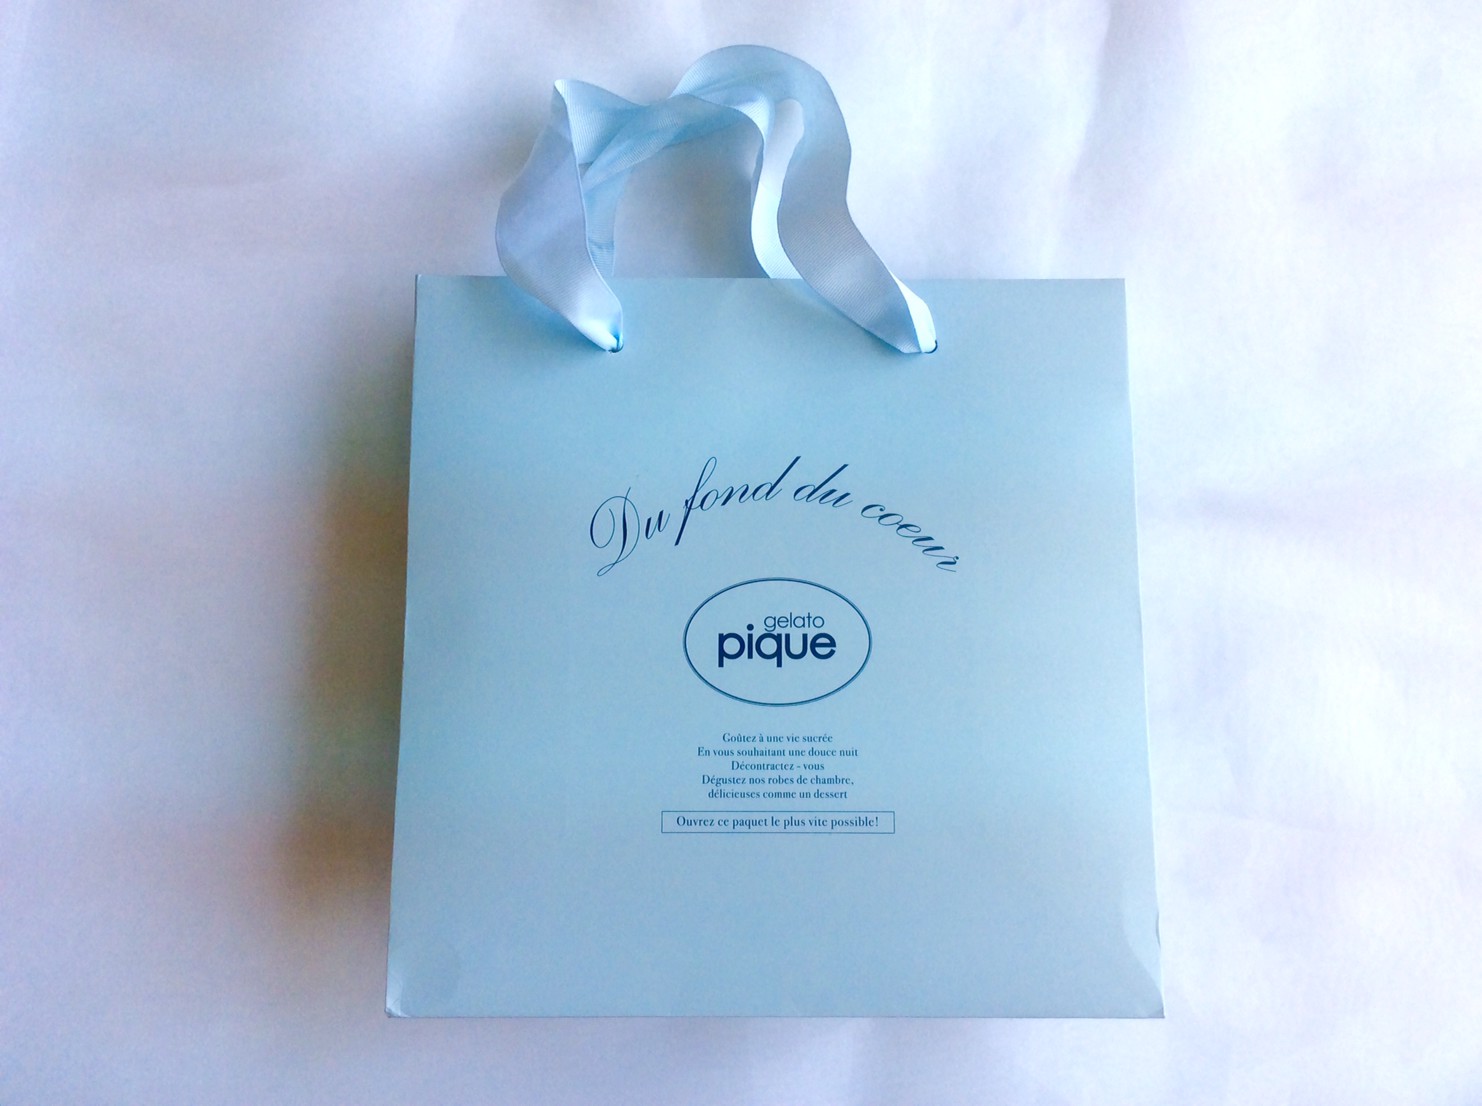 Du fond du coeur
gelato
pique
Goûtez à une vie sucrée
En vous souhaitant une douce nuit
Décontractez - vous
Dégustez nos robes de chambre,
délicieuses comme un dessert
Ouvrez ce paquet le plus vite possible!